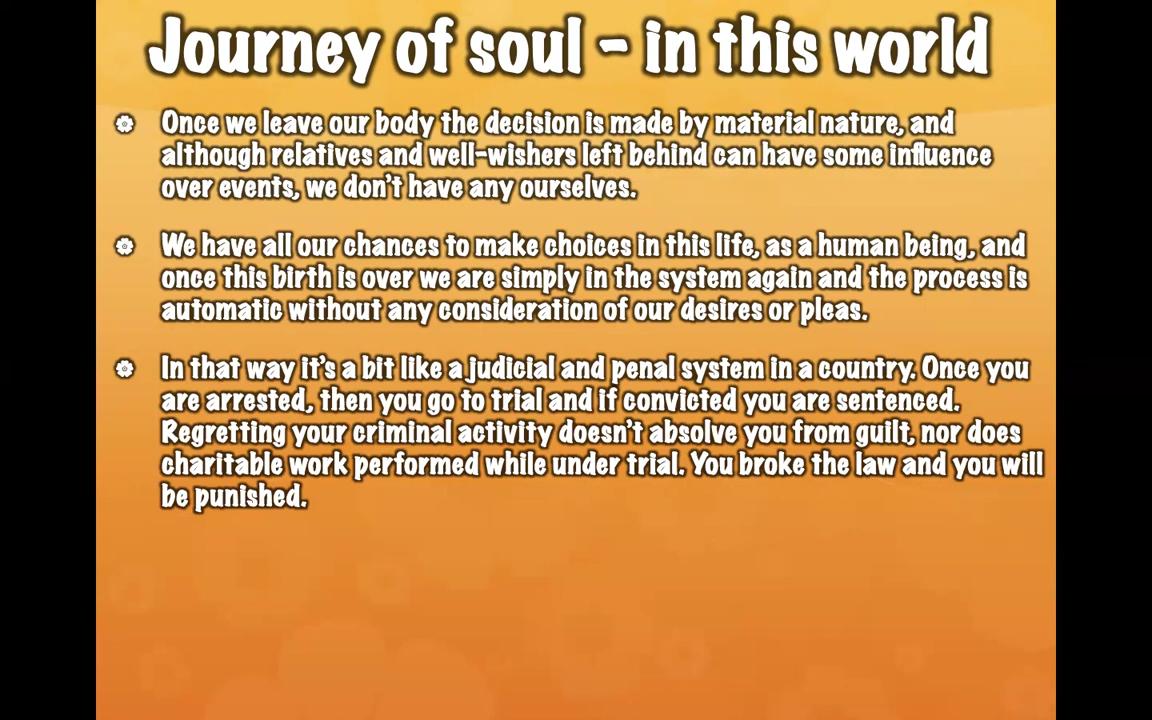 Journey of soul - in this world
Once we leave our body the decision is made by material nature, and
although relatives and well-wishers left behind can have some influence
over events, we don't have any ourselves.
We have all our chances to make choices in this life, as a human being, and
once this birth is over we are simply in the system again and the process is
automatic without any consideration of our desires or pleas.
In that way it's a bit like a judicial and penal system in a country. Once you
are arrested, then you go to trial and if convicted you are sentenced.
Regretting your criminal activity doesn't absolve you from guilt, nor does
charitable work performed while under trial. You broke the law and you will
be punished.